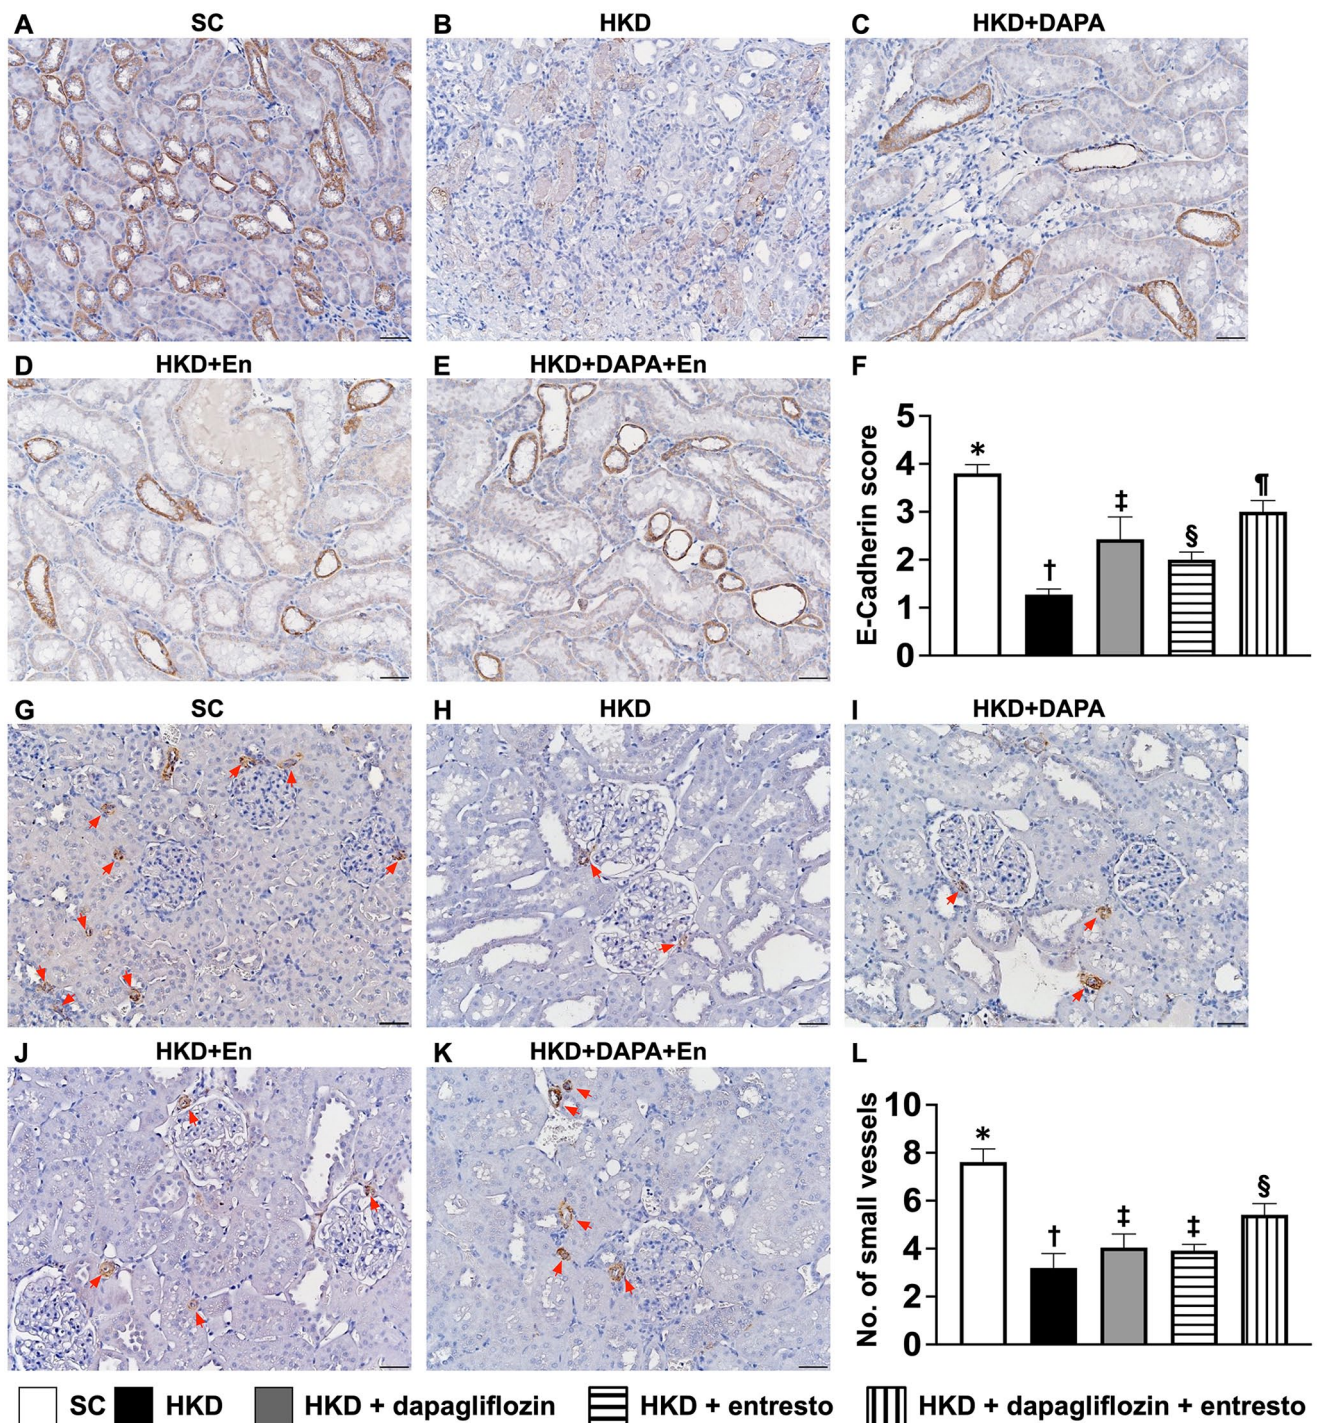 A SC
B HKD
C HKD+DAPA
D HKD+En
E HKD+DAPA+En
F
E-Cadherin score
5
4
3
2
1
0
*
†
‡
§
¶
G SC
H HKD
I HKD+DAPA
J HKD+En
K HKD+DAPA+En
L
No. of small vessels
10
8
6
4
2
0
*
†
‡
‡
§
SC HKD HKD + dapagliflozin HKD + entresto HKD + dapagliflozin + entresto